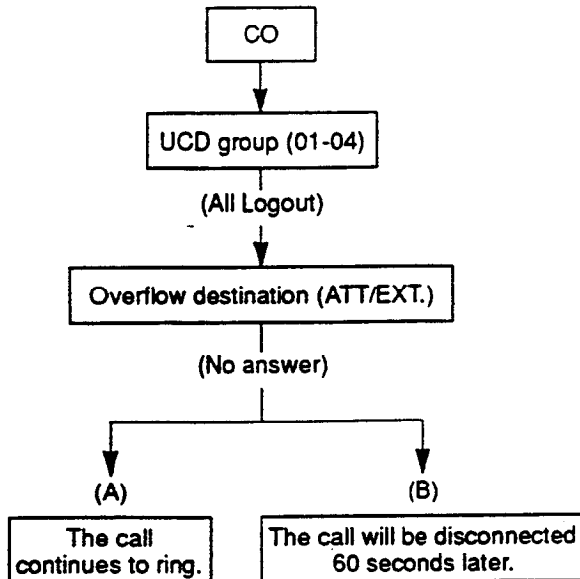 CO
UCD group (01-04)
(All Logout)
Overflow destination (ATT/EXT.)
(No answer)
(A)
(B)
The call
continues to ring.
The call will be disconnected
60 seconds later.